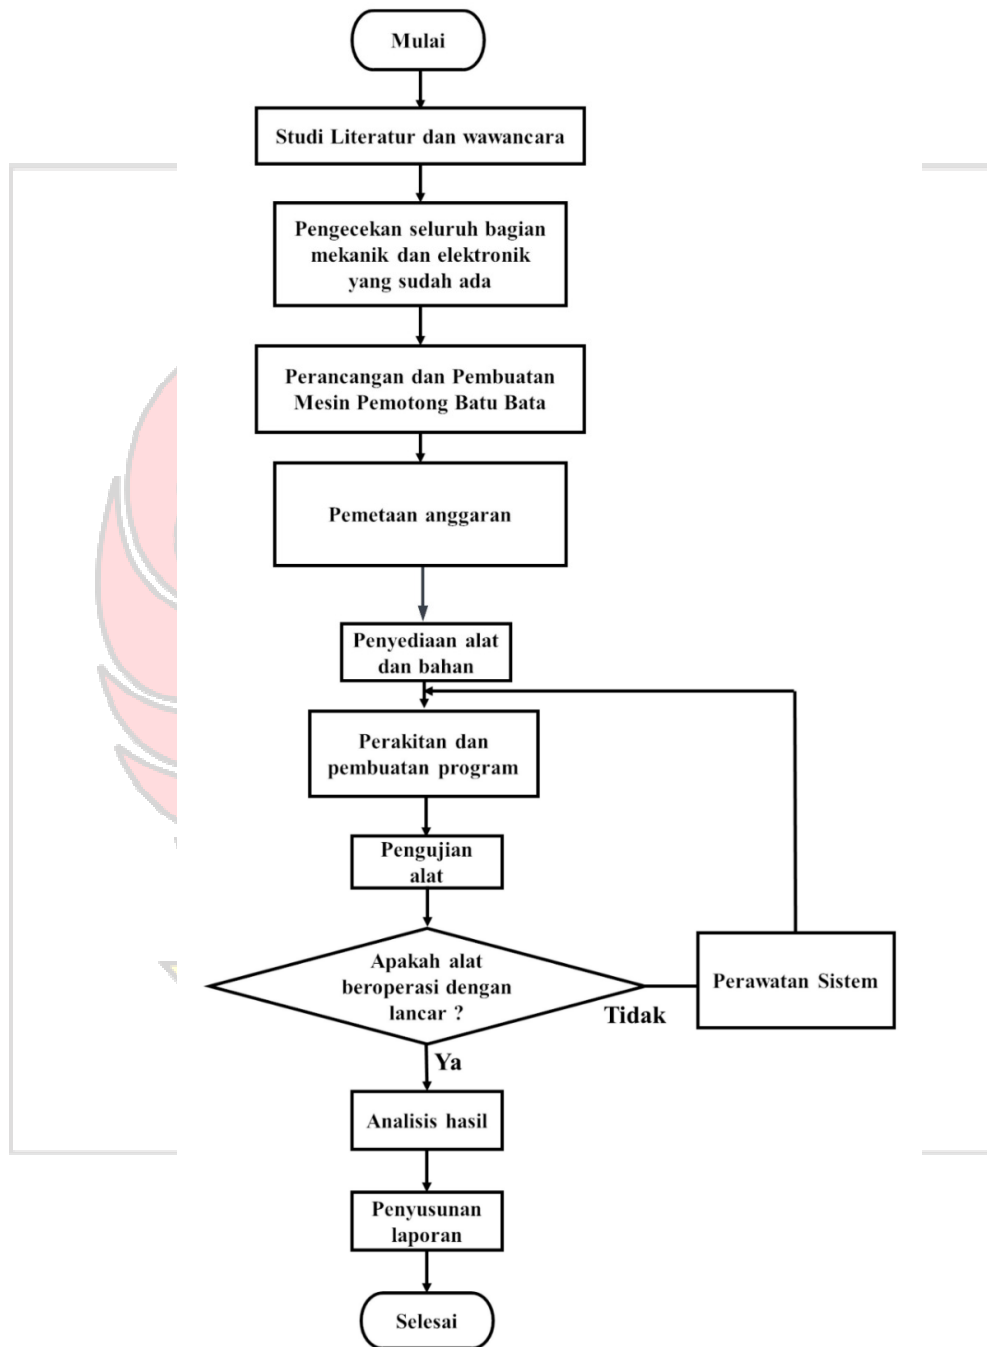 Mulai
Studi Literatur dan wawancara
Pengecekan seluruh bagian
mekanik dan elektronik
yang sudah ada
Perancangan dan Pembuatan
Mesin Pemotong Batu Bata
Pemetaan anggaran
Penyediaan alat
dan bahan
Perakitan dan
pembuatan program
Pengujian
alat
Apakah alat
beroperasi dengan
lancar ?
Tidak
Perawatan Sistem
Ya
Analisis hasil
Penyusunan
laporan
Selesai